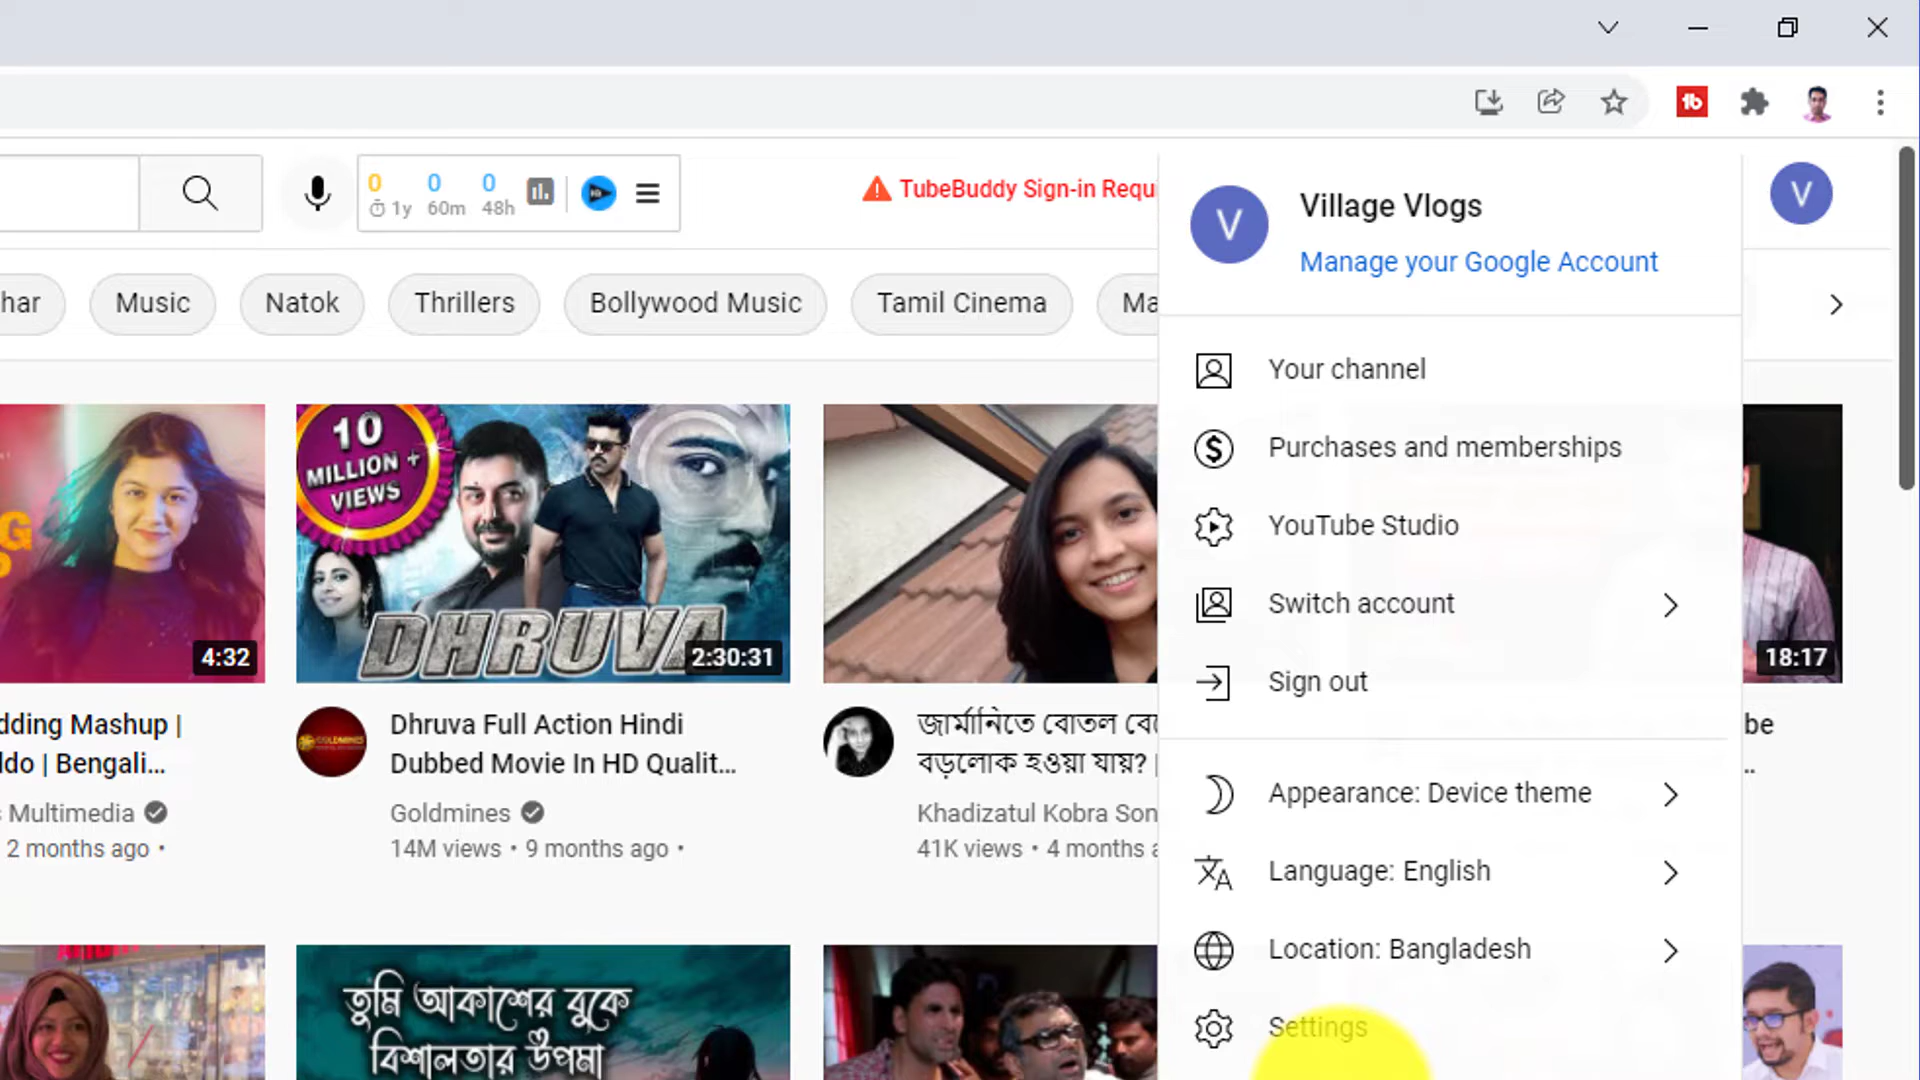 0 0 0
1y 60m 48h
TubeBuddy Sign-in Requ
V
Village Vlogs
Manage your Google Account
V
har
Music
Natok
Thrillers
Bollywood Music
Tamil Cinema
Ma
Your channel
Purchases and memberships
YouTube Studio
Switch account
Sign out
Appearance: Device theme
Language: English
Location: Bangladesh
Settings
4:32
10
MILLION +
VIEWS
DHRUVA
2:30:31
18:17
dding Mashup |
ldo | Bengali...
s Multimedia
2 months ago •
GOLDMINES
Dhruva Full Action Hindi
Dubbed Movie In HD Qualit...
Goldmines
14M views • 9 months ago •
জার্মানিতে বোতল বে
বড়লোক হওয়া যায়? |
Khadizatul Kobra Son
41K views • 4 months a
be
..
তুমি আকাশের বুকে
বিশালতার উপমা